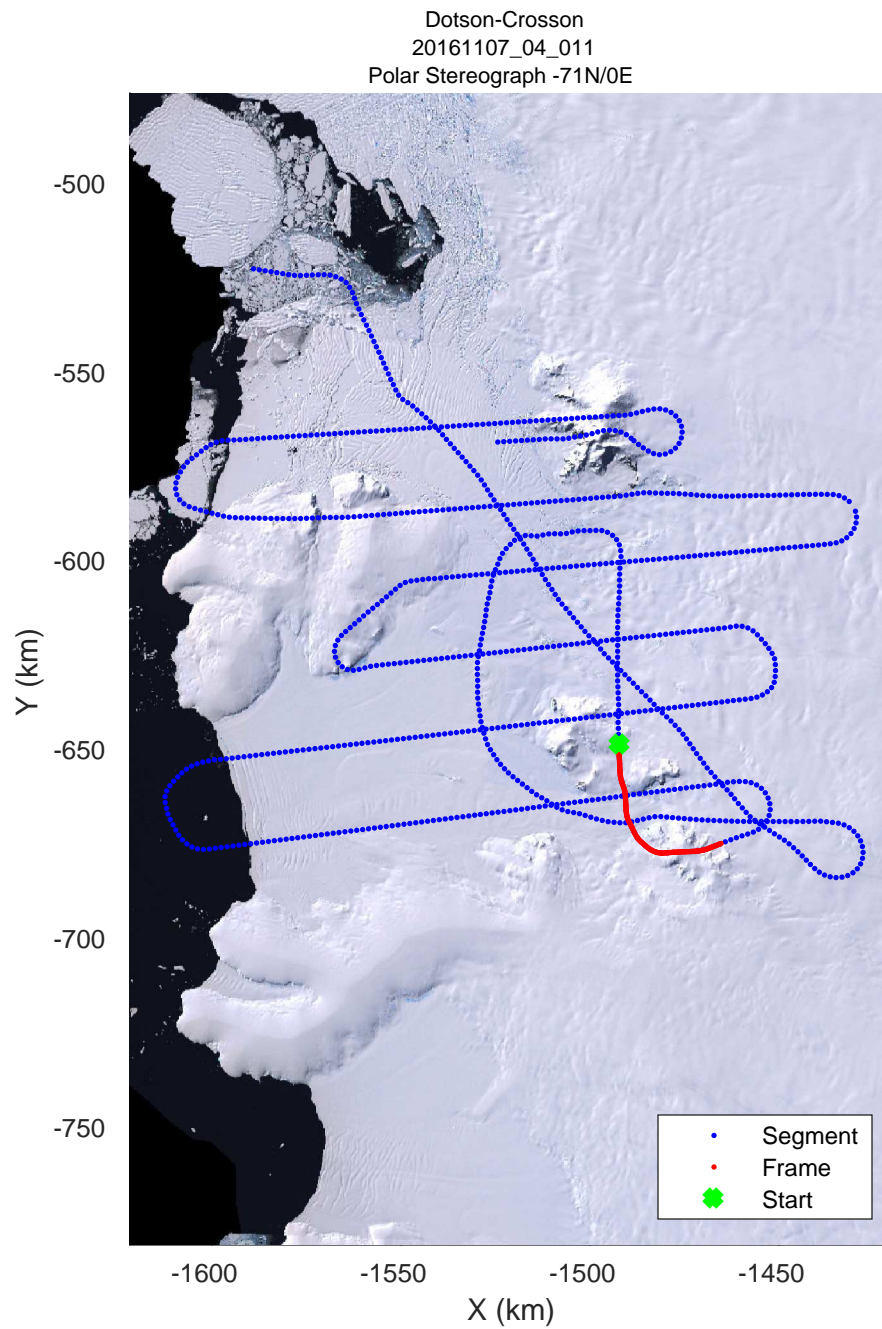 Dotson-Crosson
20161107_04_011
Polar Stereograph -71N/0E
-500
-550
-600
-650
-700
-750
Y (km)
Segment
Frame
Start
-1600
-1550
-1500
-1450
X (km)